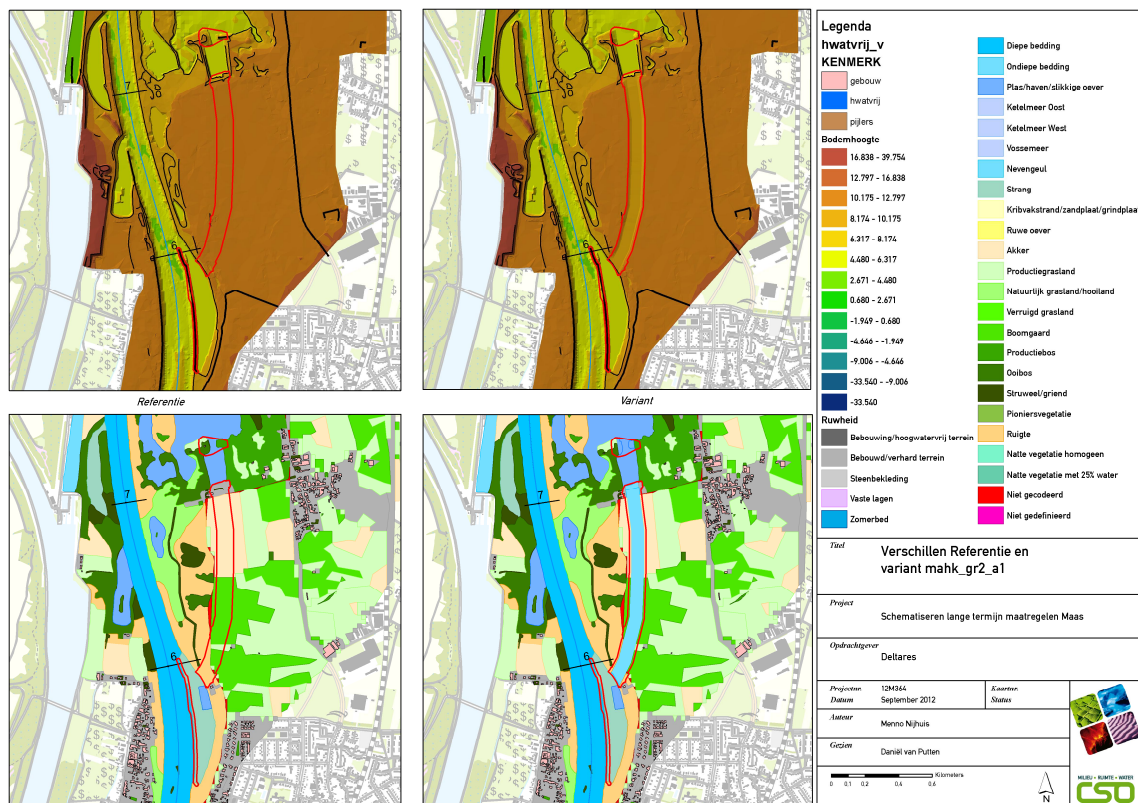 7
6
Referentie
7
6
Variant
7
6
7
6
Legenda
hwatvrij_v
KENMERK
gebouw
hwatvrij
pijlers
Bodemhoogte
16.838 - 39.754
12.797 - 16.838
10.175 - 12.797
8.174 - 10.175
6.317 - 8.174
4.480 - 6.317
2.671 - 4.480
0.680 - 2.671
-1.949 - 0.680
-4.646 - -1.949
-9.006 - -4.646
-33.540 - -9.006
-33.540
Ruwheid
Bebouwing/hoogwatervrij terrein
Bebouwd/verhard terrein
Steenbekleding
Vaste lagen
Zomerbed
Diepe bedding
Ondiepe bedding
Plas/haven/slikkige oever
Ketelmeer Oost
Ketelmeer West
Vossemeer
Nevengeul
Strang
Kribvakstrand/zandplaat/grindplaat
Ruwe oever
Akker
Productiegrasland
Natuurlijk grasland/hooiland
Verruigd grasland
Boomgaard
Productiebos
Ooibos
Struweel/griend
Pioniersvegetatie
Ruigte
Natte vegetatie homogeen
Natte vegetatie met 25% water
Niet gecodeerd
Niet gedefinieerd
Titel
Verschillen Referentie en
variant mahk_gr2_a1
Project
Schematiseren lange termijn maatregelen Maas
Opdrachtgever
Deltares
Projectnr. 12M364 Kaartnr.
Datum September 2012 Status
Auteur
Menno Nijhuis
Gezien
Daniël van Putten
Kilometers
0 0,1 0,2 0,4 0,6
N
MILIEU - RUIMTE - WATER
CSO